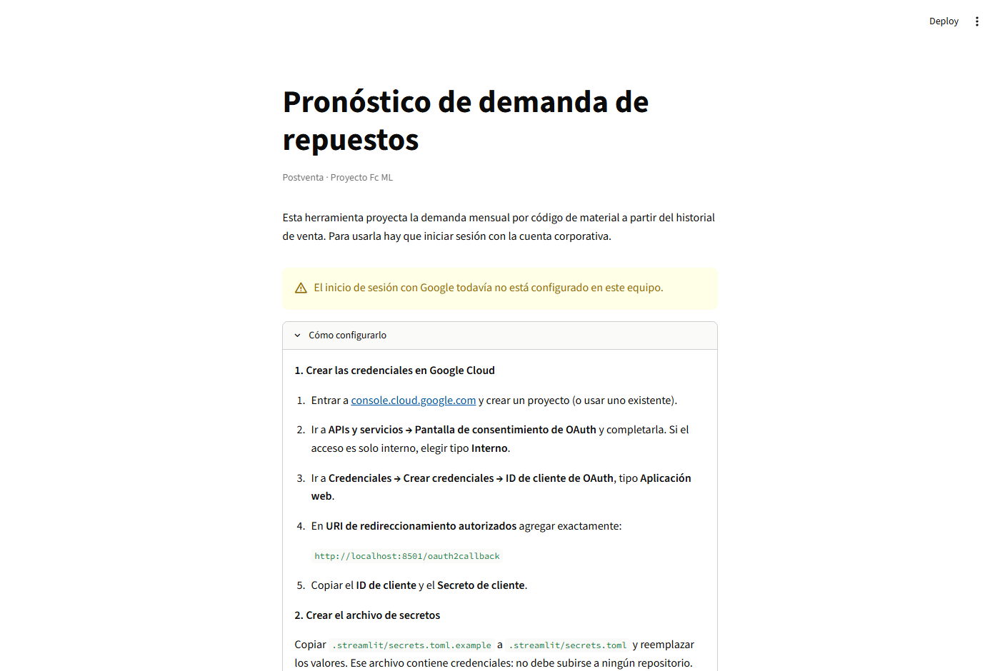 Deploy
Pronóstico de demanda de
repuestos
Postventa · Proyecto Fc ML
Esta herramienta proyecta la demanda mensual por código de material a partir del historial
de venta. Para usarla hay que iniciar sesión con la cuenta corporativa.
El inicio de sesión con Google todavía no está configurado en este equipo.
Cómo configurarlo
1. Crear las credenciales en Google Cloud
1. Entrar a console.cloud.google.com y crear un proyecto (o usar uno existente).
2. Ir a APIs y servicios → Pantalla de consentimiento de OAuth y completarla. Si el
acceso es solo interno, elegir tipo Interno.
3. Ir a Credenciales → Crear credenciales → ID de cliente de OAuth, tipo Aplicación
web.
4. En URI de redireccionamiento autorizados agregar exactamente:
http://localhost:8501/oauth2callback
5. Copiar el ID de cliente y el Secreto de cliente.
2. Crear el archivo de secretos
Copiar .streamlit/secrets.toml.example a .streamlit/secrets.toml y reemplazar
los valores. Ese archivo contiene credenciales: no debe subirse a ningún repositorio.